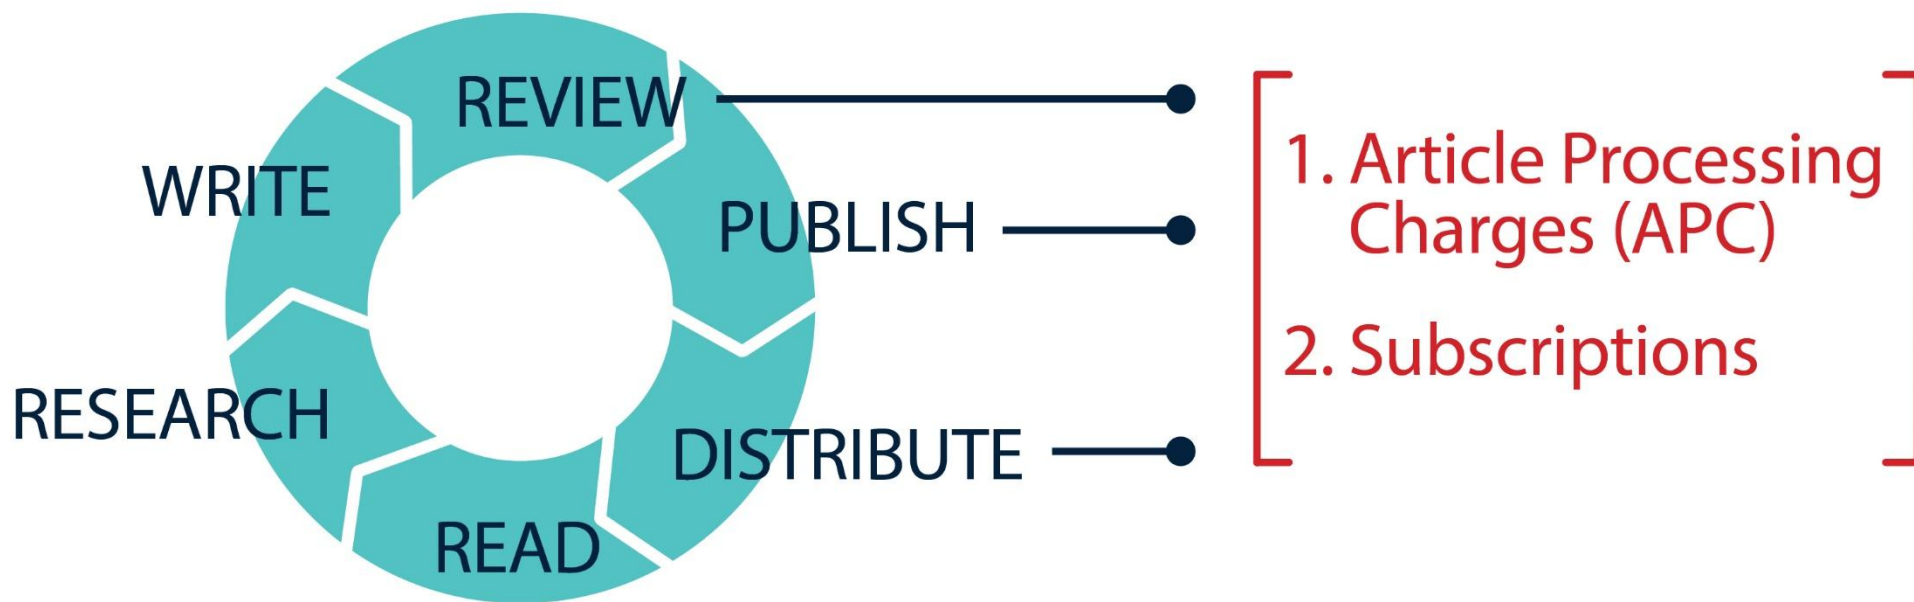 REVIEW
WRITE
PUBLISH
RESEARCH
DISTRIBUTE
READ
1. Article Processing
Charges (APC)
2. Subscriptions